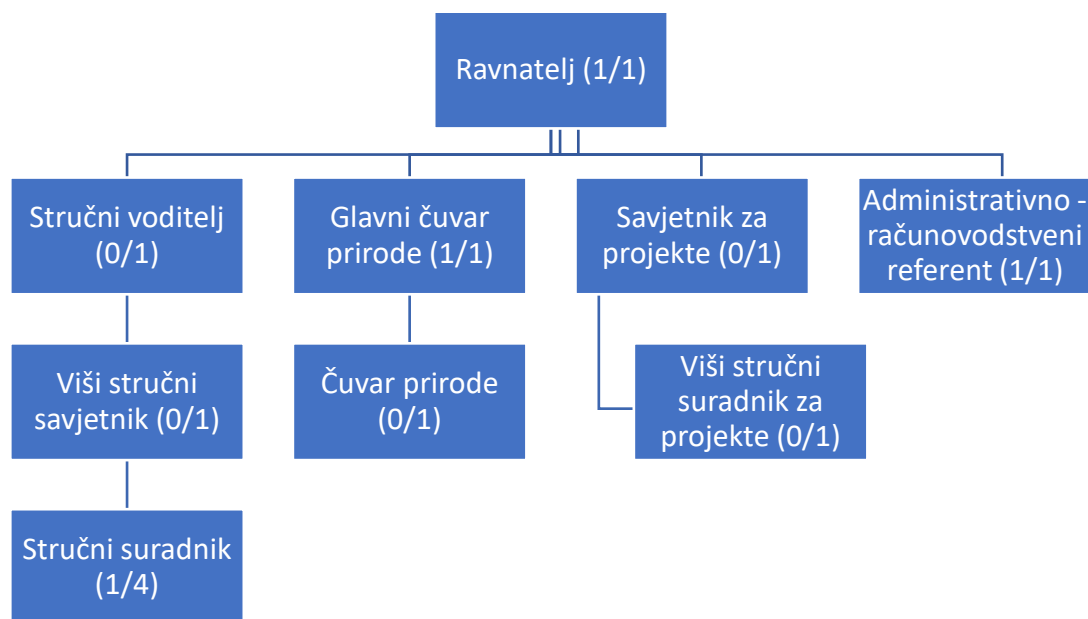 Ravnatelj (1/1)
Stručni voditelj
(0/1)
Glavni čuvar
prirode (1/1)
Savjetnik za
projekte (0/1)
Administrativno -
računovodstveni
referent (1/1)
Viši stručni
savjetnik (0/1)
Čuvar prirode
(0/1)
Viši stručni
suradnik za
projekte (0/1)
Stručni suradnik
(1/4)